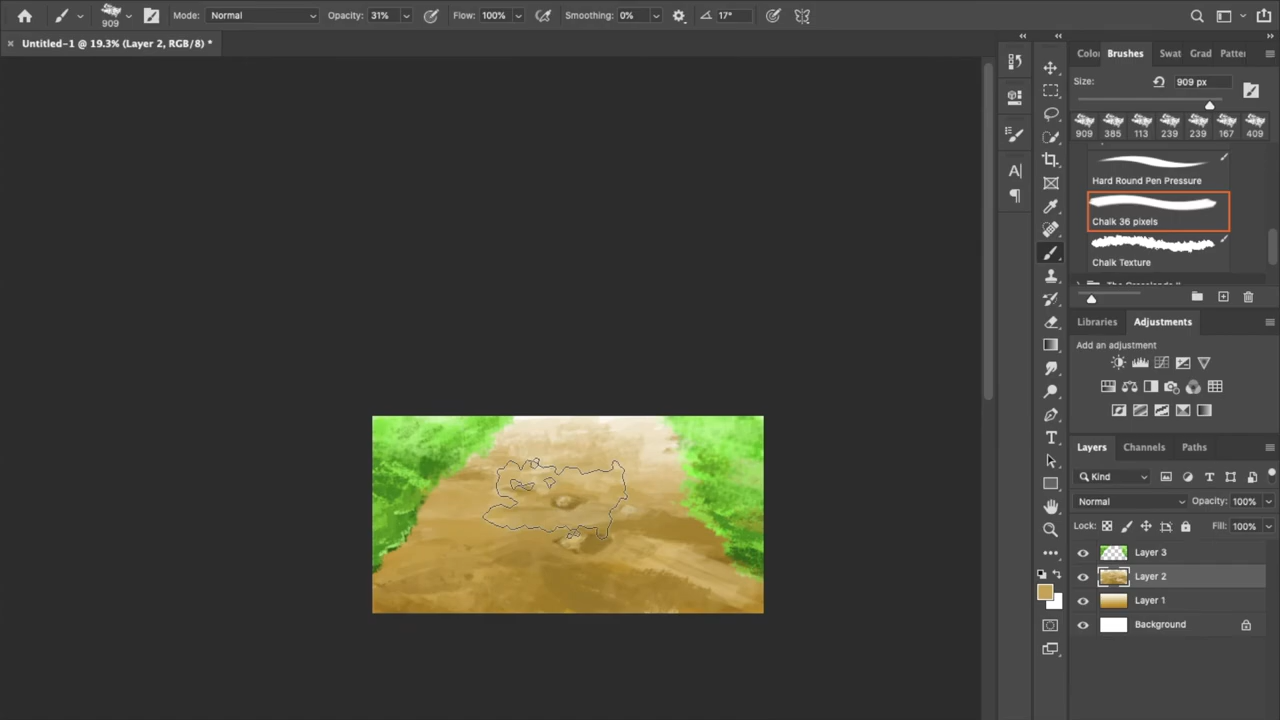 909
Mode: Normal
Opacity: 31%
Flow: 100%
Smoothing: 0%
17°
× Untitled-1 @ 19.3% (Layer 2, RGB/8) *
Colo
Brushes
Swat
Grad
Patter
Size:
909 px
909 385 113 239 239 167 409
Hard Round Pen Pressure
Chalk 36 pixels
Chalk Texture
Libraries
Adjustments
Add an adjustment
Layers
Channels
Paths
Kind
Normal
Opacity: 100%
Lock:
Fill: 100%
Layer 3
Layer 2
Layer 1
Background